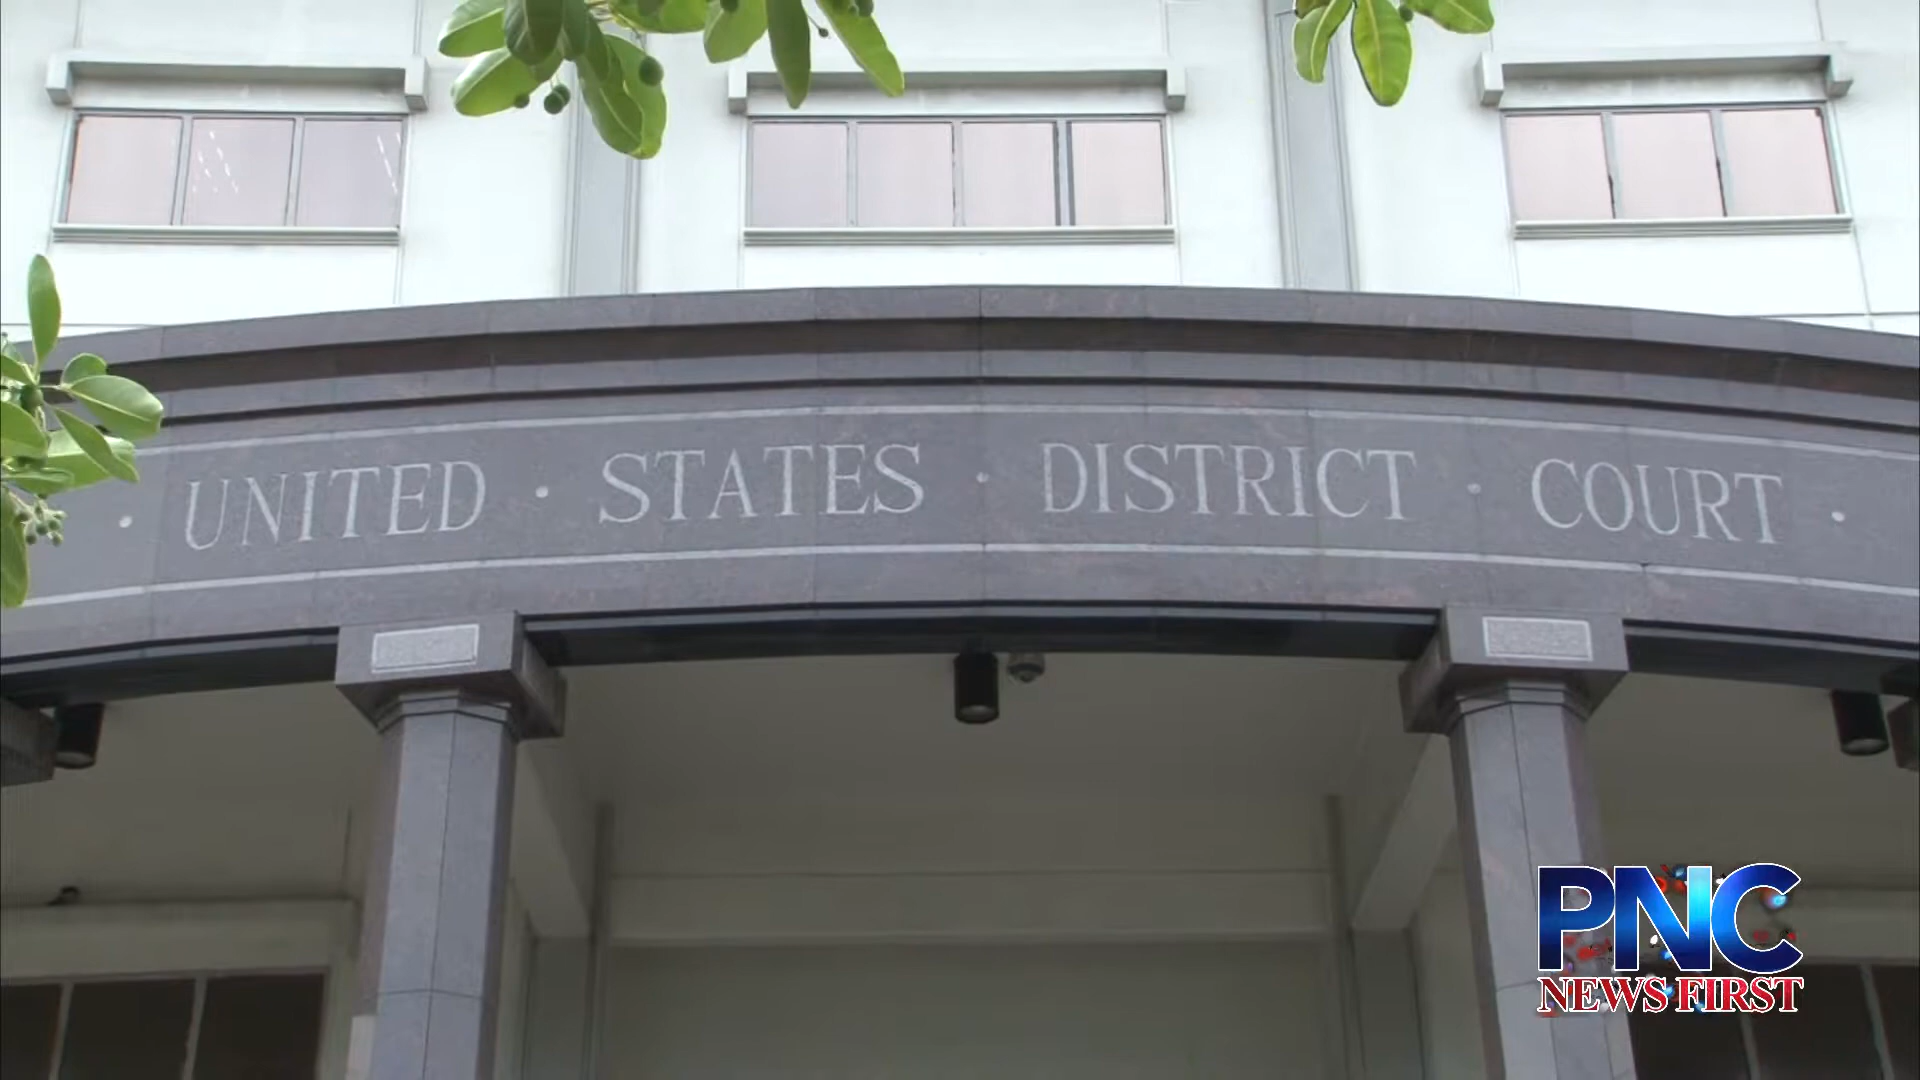 · UNITED · STATES · DISTRICT · COURT ·
PNC
NEWS FIRST